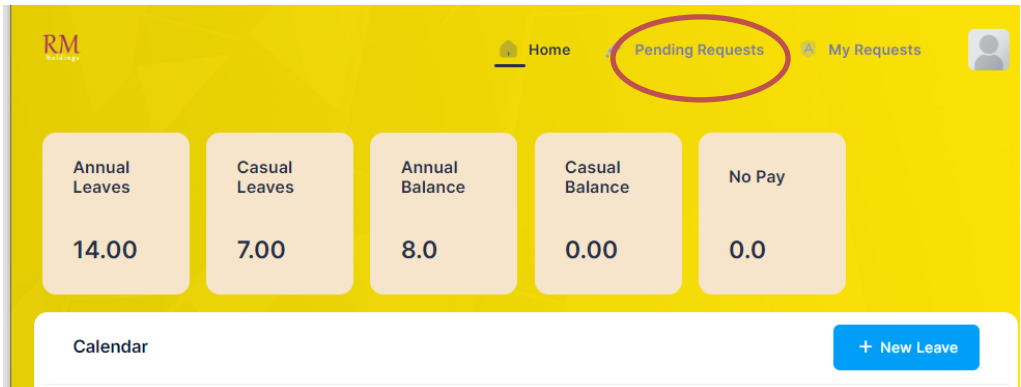 RM
Holdings
Home
Pending Requests
My Requests
Annual
Leaves
14.00
Casual
Leaves
7.00
Annual
Balance
8.0
Casual
Balance
0.00
No Pay
0.0
Calendar
+ New Leave